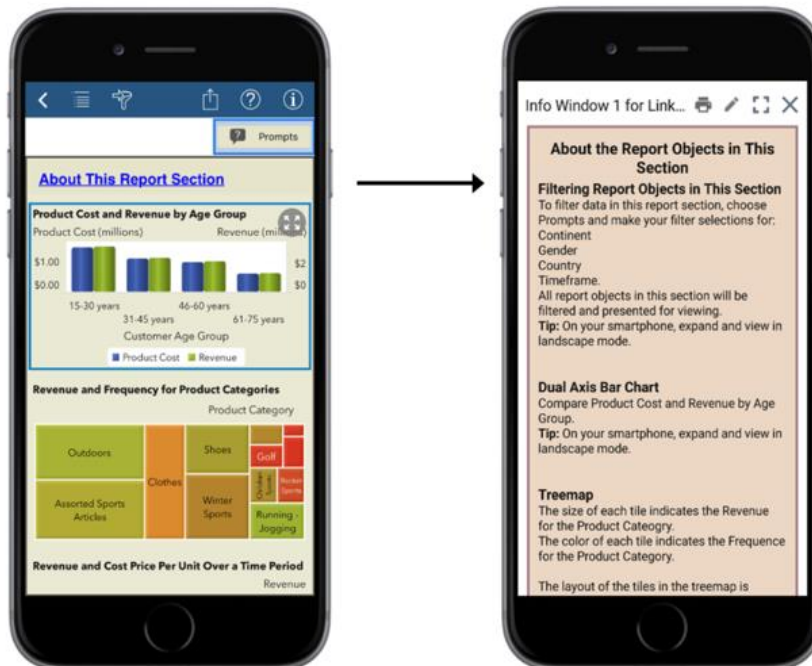 Prompts
About This Report Section
Product Cost and Revenue by Age Group
Product Cost (millions) Revenue (millions)
$1.00 $2
$0.00 $0
15-30 years 46-60 years
31-45 years 61-75 years
Customer Age Group
Product Cost Revenue
Revenue and Frequency for Product Categories
Product Category
Outdoors
Assorted Sports
Articles
Clothes
Shoes
Winter
Sports
Golf
Running -
Jogging
Revenue and Cost Price Per Unit Over a Time Period
Revenue
Info Window 1 for Link...
About the Report Objects in This
Section
Filtering Report Objects in This Section
To filter data in this report section, choose
Prompts and make your filter selections for:
Continent
Gender
Country
Timeframe.
All report objects in this section will be
filtered and presented for viewing.
Tip: On your smartphone, expand and view in
landscape mode.
Dual Axis Bar Chart
Compare Product Cost and Revenue by Age
Group.
Tip: On your smartphone, expand and view in
landscape mode.
Treemap
The size of each tile indicates the Revenue
for the Product Cateogry.
The color of each tile indicates the Frequence
for the Product Category.
The layout of the tiles in the treemap is